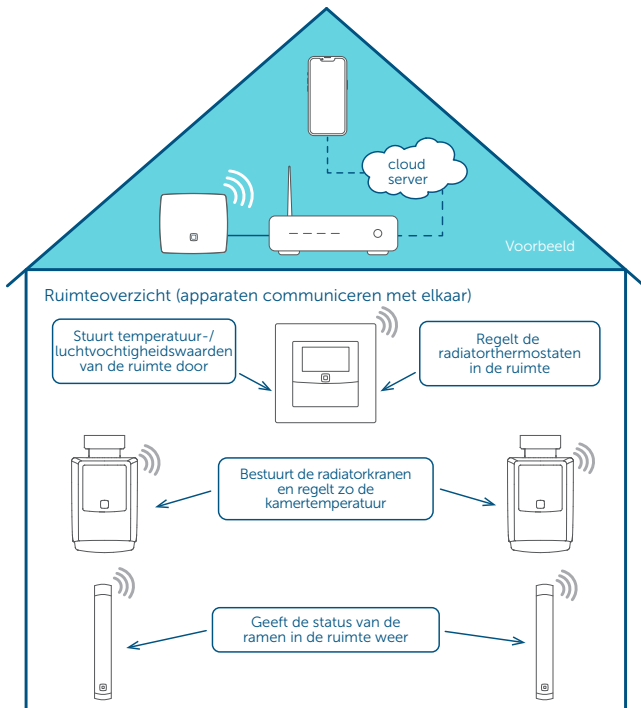 cloud
server
Voorbeeld
Ruimteoverzicht (apparaten communiceren met elkaar)
Stuurt temperatuur-/
luchtvochtigheidswaarden
van de ruimte door
Regelt de
radiatorthermostaten
in de ruimte
Bestuurt de radiatorkranen
en regelt zo de
kamertemperatuur
Geeft de status van de
ramen in de ruimte weer